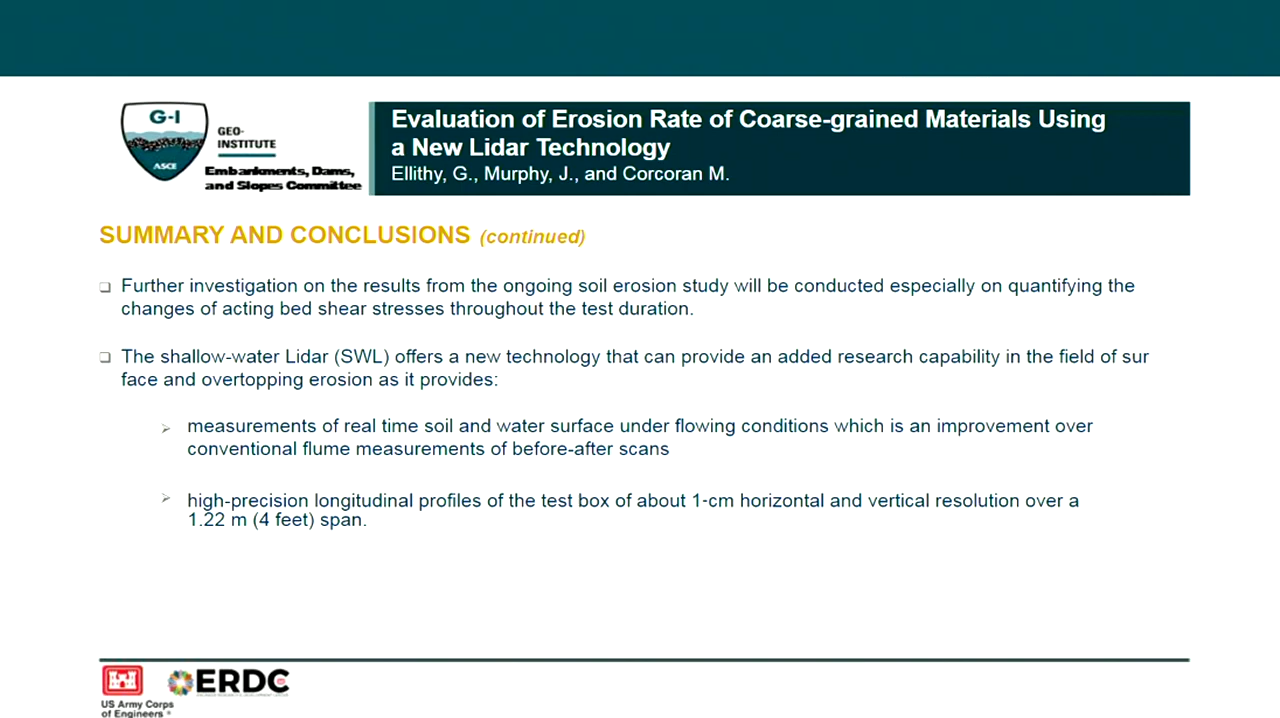 G-I
ASCE
GEO-
INSTITUTE
Embankments, Dams,
and Slopes Committee
Evaluation of Erosion Rate of Coarse-grained Materials Using
a New Lidar Technology
Ellithy, G., Murphy, J., and Corcoran M.
SUMMARY AND CONCLUSIONS (continued)
❑ Further investigation on the results from the ongoing soil erosion study will be conducted especially on quantifying the
changes of acting bed shear stresses throughout the test duration.
❑ The shallow-water Lidar (SWL) offers a new technology that can provide an added research capability in the field of sur
face and overtopping erosion as it provides:
➢ measurements of real time soil and water surface under flowing conditions which is an improvement over
conventional flume measurements of before-after scans
➢ high-precision longitudinal profiles of the test box of about 1-cm horizontal and vertical resolution over a
1.22 m (4 feet) span.
US Army Corps
of Engineers ®
ERDC